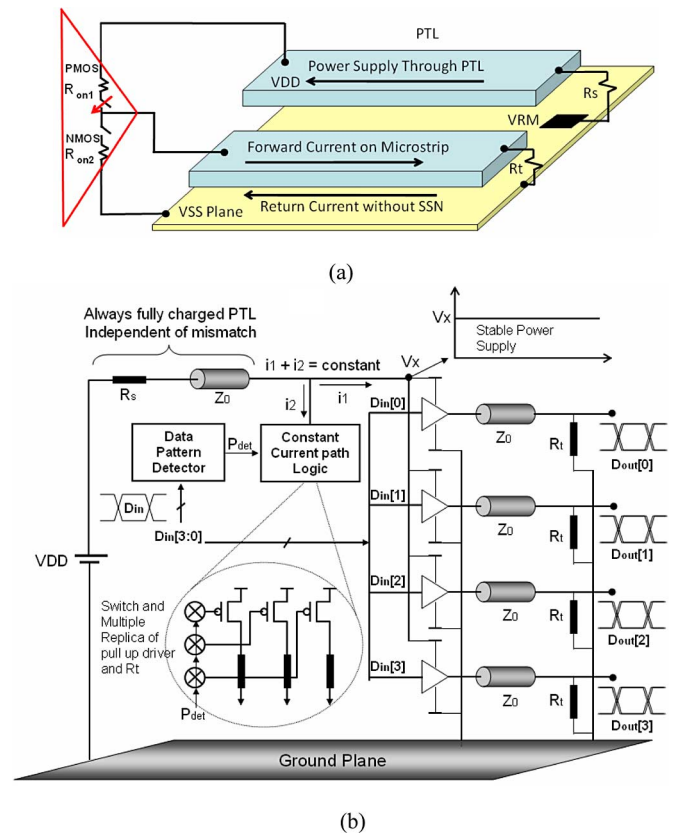 PTL
Power Supply Through PTL
VDD
PMOS
Ron1
Rs
VRM
NMOS
Ron2
Forward Current on Microstrip
Rt
VSS Plane
Return Current without SSN
(a)
Always fully charged PTL
Independent of mismatch
Vx
Stable Power
Supply
i1 + i2 = constant
Vx
Rs
Z0
i2
i1
Din[0]
Z0
Rt
Dout[0]
Data
Pattern
Detector
Pdet
Constant
Current path
Logic
Din
Din[3:0]
Din[1]
Z0
Rt
Dout[1]
VDD
Din[2]
Z0
Rt
Dout[2]
Switch and
Multiple
Replica of
pull up driver
and Rt
Pdet
Din[3]
Z0
Rt
Dout[3]
Ground Plane
(b)